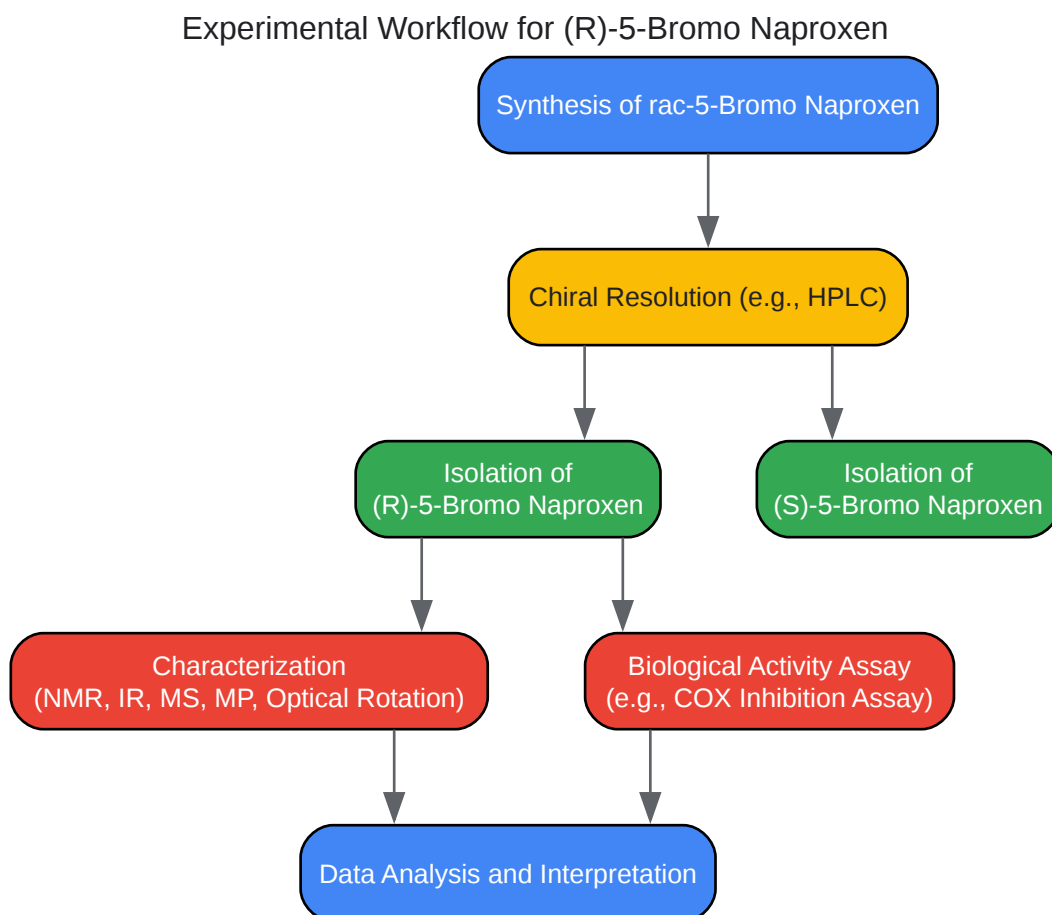 Experimental Workflow for (R)-5-Bromo Naproxen
Synthesis of rac-5-Bromo Naproxen
Chiral Resolution (e.g., HPLC)
Isolation of
(R)-5-Bromo Naproxen
Isolation of
(S)-5-Bromo Naproxen
Characterization
(NMR, IR, MS, MP, Optical Rotation)
Biological Activity Assay
(e.g., COX Inhibition Assay)
Data Analysis and Interpretation